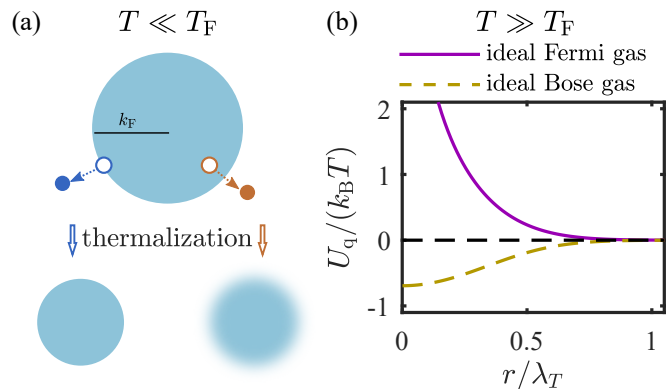 (a) T ≪ T_F
k_F
thermalization
(b) T ≫ T_F
ideal Fermi gas
ideal Bose gas
U_q/(k_B T)
2
1
0
-1
0
0.5
1
r/λ_T